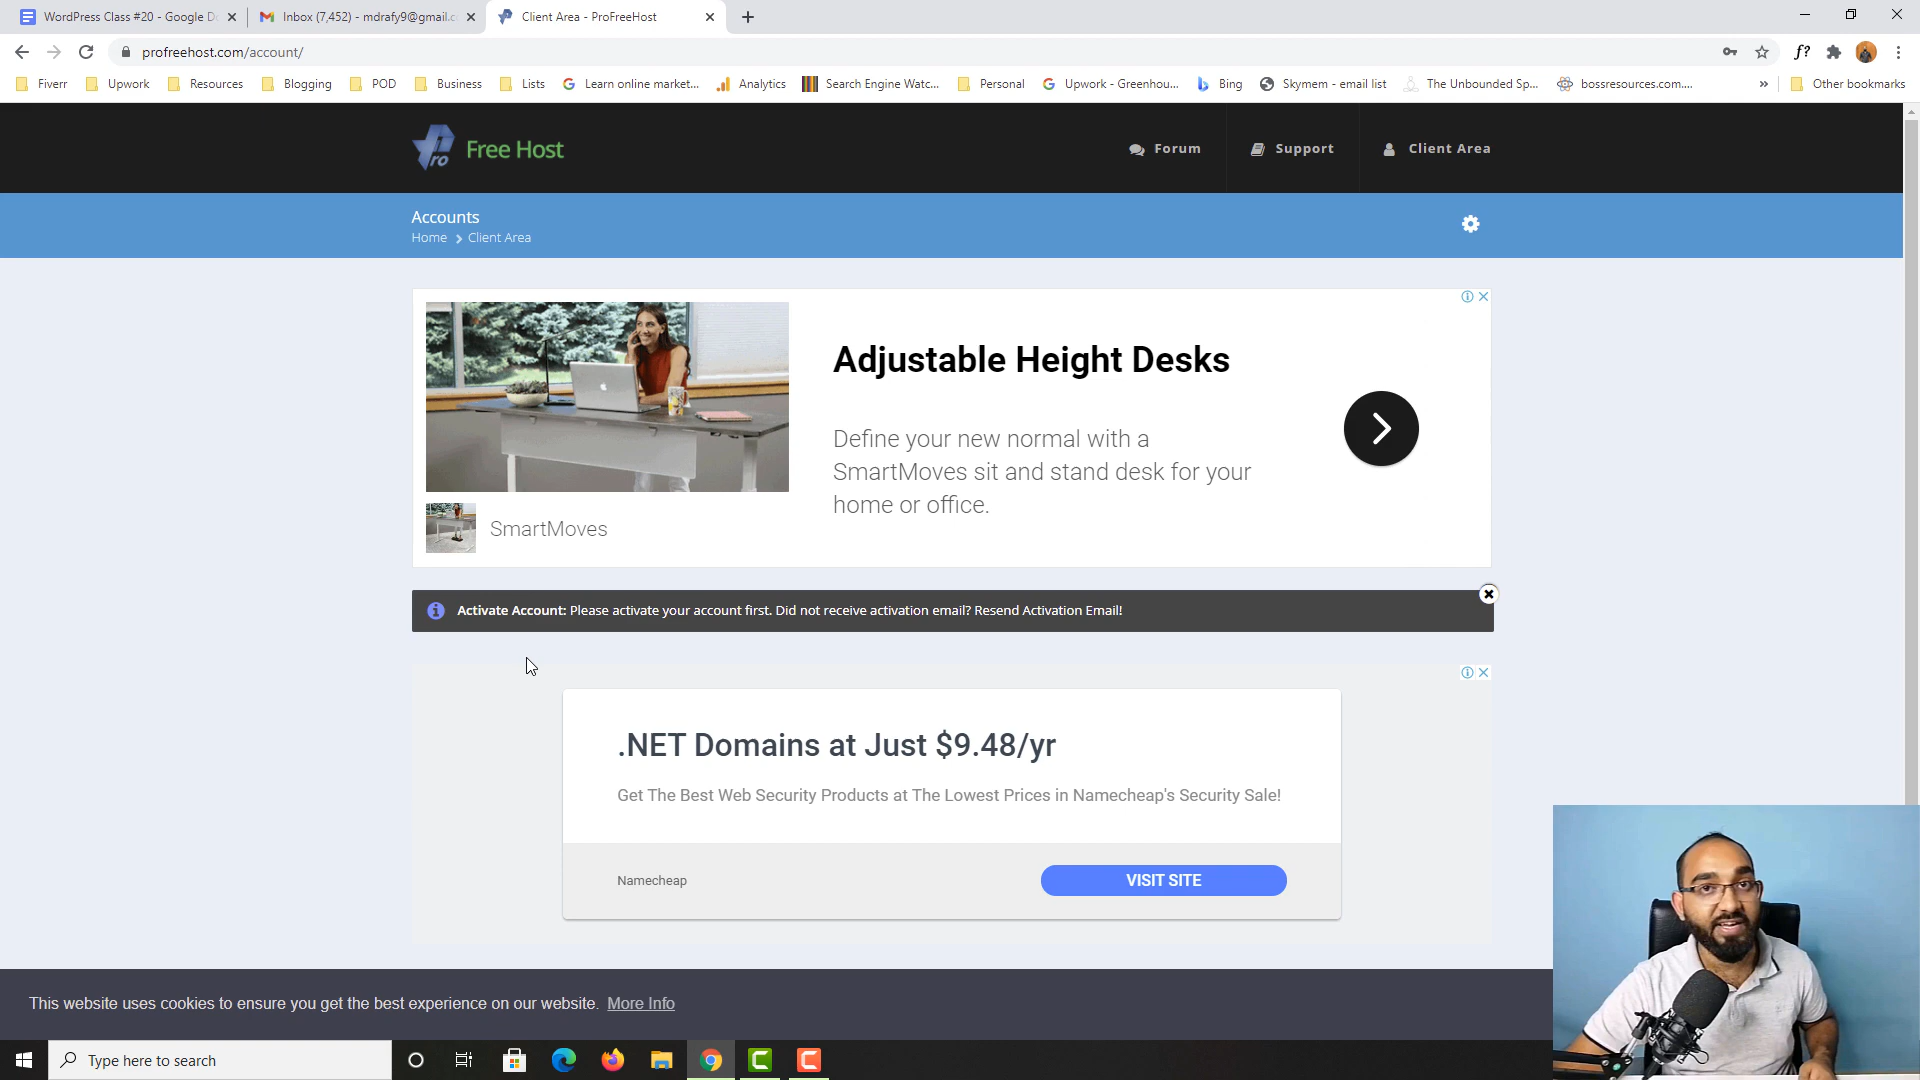 WordPress Class #20 - Google Do
Inbox (7,452) - mdrafy9@gmail.c
Client Area - ProFreeHost
profreehost.com/account/
f?
Fiverr
Upwork
Resources
Blogging
POD
Business
Lists
Learn online market...
Analytics
Search Engine Watc...
Personal
Upwork - Greenhou...
Bing
Skymem - email list
The Unbounded Sp...
bossresources.com....
»
Other bookmarks
Pro Free Host
Forum
Support
Client Area
Accounts
Home
Client Area
Adjustable Height Desks
Define your new normal with a
SmartMoves sit and stand desk for your
home or office.
SmartMoves
Activate Account: Please activate your account first. Did not receive activation email? Resend Activation Email!
.NET Domains at Just $9.48/yr
Get The Best Web Security Products at The Lowest Prices in Namecheap's Security Sale!
Namecheap
VISIT SITE
This website uses cookies to ensure you get the best experience on our website. More Info
Type here to search